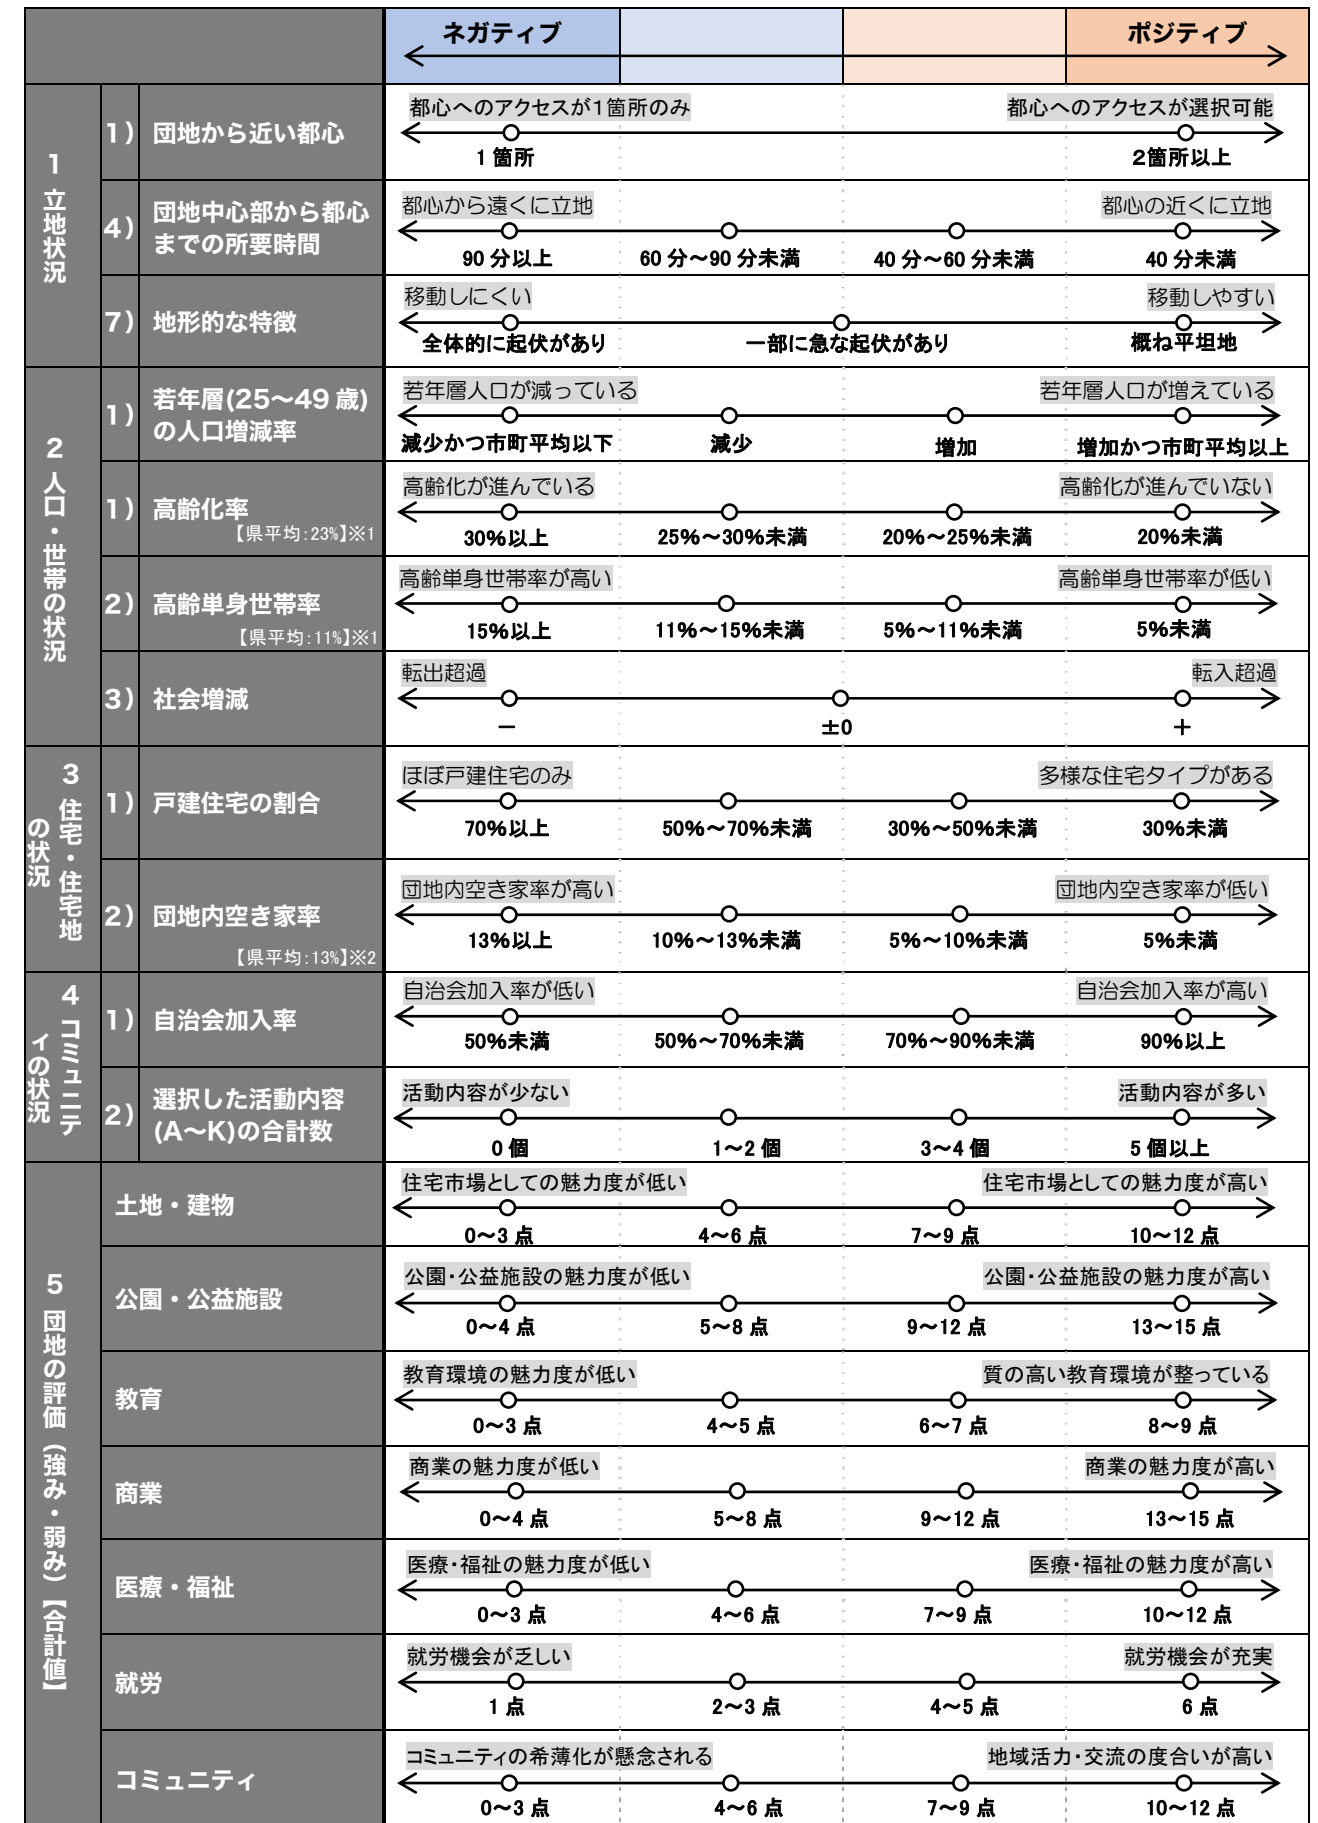 ネガティブ ポジティブ
1 立地状況
1) 団地から近い都心
都心へのアクセスが1箇所のみ 都心へのアクセスが選択可能
1箇所 2箇所以上
4) 団地中心部から都心
までの所要時間
都心から遠くに立地 都心の近くに立地
90分以上 60分～90分未満 40分～60分未満 40分未満
7) 地形的な特徴
移動しにくい 移動しやすい
全体的に起伏があり 一部に急な起伏があり 概ね平坦地
2 人口・世帯の状況
1) 若年層(25～49歳)
の人口増減率
若年層人口が減っている 若年層人口が増えている
減少かつ市町平均以下 減少 増加 増加かつ市町平均以上
1) 高齢化率
【県平均:23%】※1
高齢化が進んでいる 高齢化が進んでいない
30%以上 25%～30%未満 20%～25%未満 20%未満
2) 高齢単身世帯率
【県平均:11%】※1
高齢単身世帯率が高い 高齢単身世帯率が低い
15%以上 11%～15%未満 5%～11%未満 5%未満
3) 社会増減
転出超過 転入超過
－ ±0 ＋
3 住宅・住宅地
の状況
1) 戸建住宅の割合
ほぼ戸建住宅のみ 多様な住宅タイプがある
70%以上 50%～70%未満 30%～50%未満 30%未満
2) 団地内空き家率
【県平均:13%】※2
団地内空き家率が高い 団地内空き家率が低い
13%以上 10%～13%未満 5%～10%未満 5%未満
4 コミュニテ
ィの状況
1) 自治会加入率
自治会加入率が低い 自治会加入率が高い
50%未満 50%～70%未満 70%～90%未満 90%以上
2) 選択した活動内容
(A～K)の合計数
活動内容が少ない 活動内容が多い
0個 1～2個 3～4個 5個以上
5 団地の評価（強み・弱み）【合計値】
土地・建物
住宅市場としての魅力度が低い 住宅市場としての魅力度が高い
0～3点 4～6点 7～9点 10～12点
公園・公益施設
公園・公益施設の魅力度が低い 公園・公益施設の魅力度が高い
0～4点 5～8点 9～12点 13～15点
教育
教育環境の魅力度が低い 質の高い教育環境が整っている
0～3点 4～5点 6～7点 8～9点
商業
商業の魅力度が低い 商業の魅力度が高い
0～4点 5～8点 9～12点 13～15点
医療・福祉
医療・福祉の魅力度が低い 医療・福祉の魅力度が高い
0～3点 4～6点 7～9点 10～12点
就労
就労機会が乏しい 就労機会が充実
1点 2～3点 4～5点 6点
コミュニティ
コミュニティの希薄化が懸念される 地域活力・交流の度合いが高い
0～3点 4～6点 7～9点 10～12点